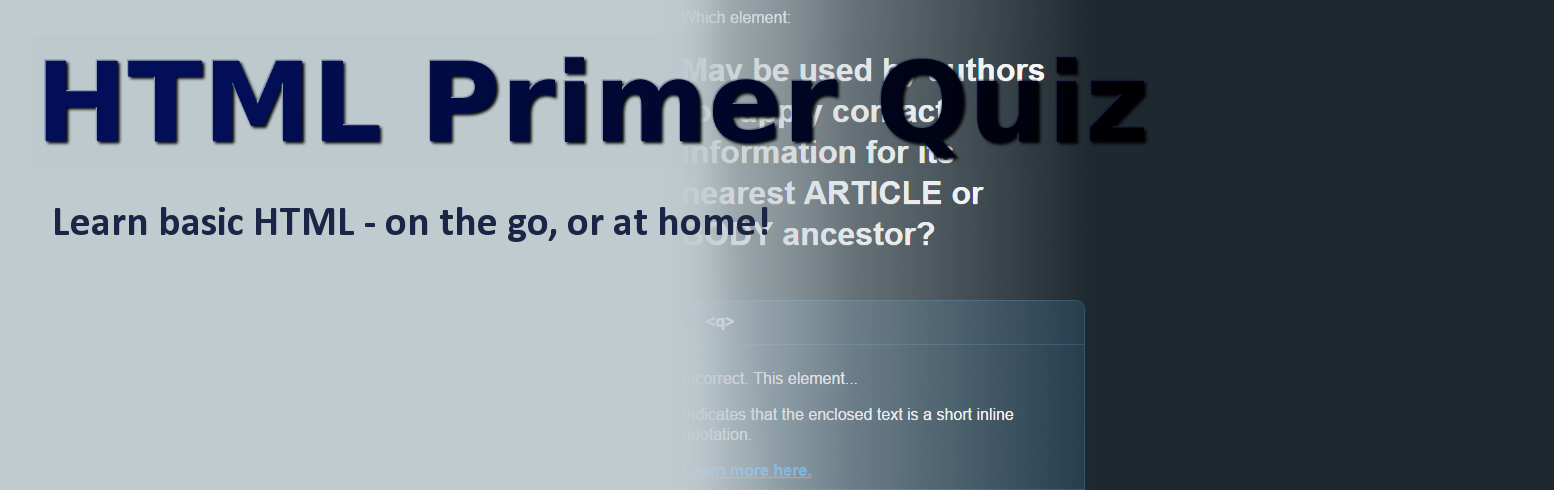 HTML Primer Quiz
Learn basic HTML - on the go, or at home!
Which element:
May be used by authors
to supply contact
information for its
nearest ARTICLE or
BODY ancestor?
<q>
Incorrect. This element...
Indicates that the enclosed text is a short inline
quotation.
Learn more here.